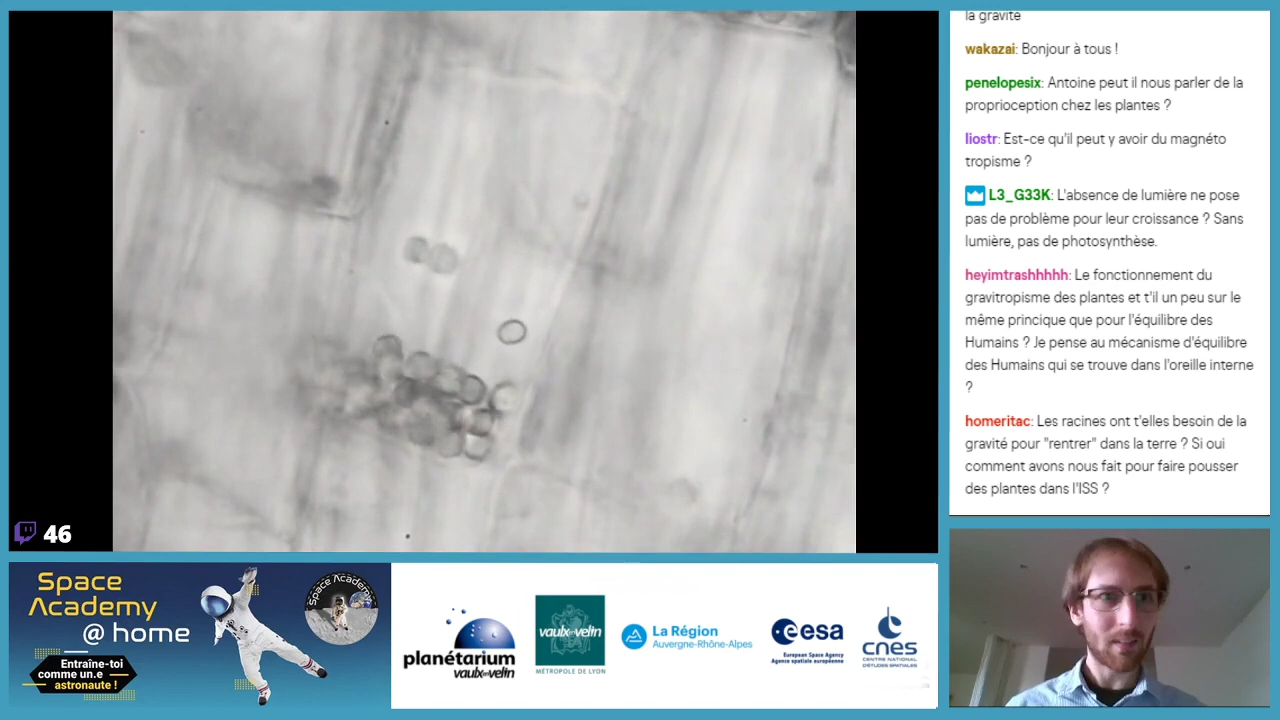 la gravité
wakazai: Bonjour à tous !
penelopesix: Antoine peut il nous parler de la
proprioception chez les plantes ?
liostr: Est-ce qu'il peut y avoir du magnéto
tropisme ?
L3_G33K: L'absence de lumière ne pose
pas de problème pour leur croissance ? Sans
lumière, pas de photosynthèse.
heyimtrashhhhh: Le fonctionnement du
gravitropisme des plantes et t'il un peu sur le
même princique que pour l'équilibre des
Humains ? Je pense au mécanisme d'équilibre
des Humains qui se trouve dans l'oreille interne
?
homeritac: Les racines ont t'elles besoin de la
gravité pour "rentrer" dans la terre ? Si oui
comment avons nous fait pour faire pousser
des plantes dans l'ISS ?
46
Space
Academy
@ home
Entraîne-toi
comme un.e
astronaute !
Space Academy
planétarium
vaulx en velin
vaulx en velin
MÉTROPOLE DE LYON
La Région
Auvergne-Rhône-Alpes
esa
European Space Agency
Agence spatiale européenne
cnes
CENTRE NATIONAL
D'ÉTUDES SPATIALES